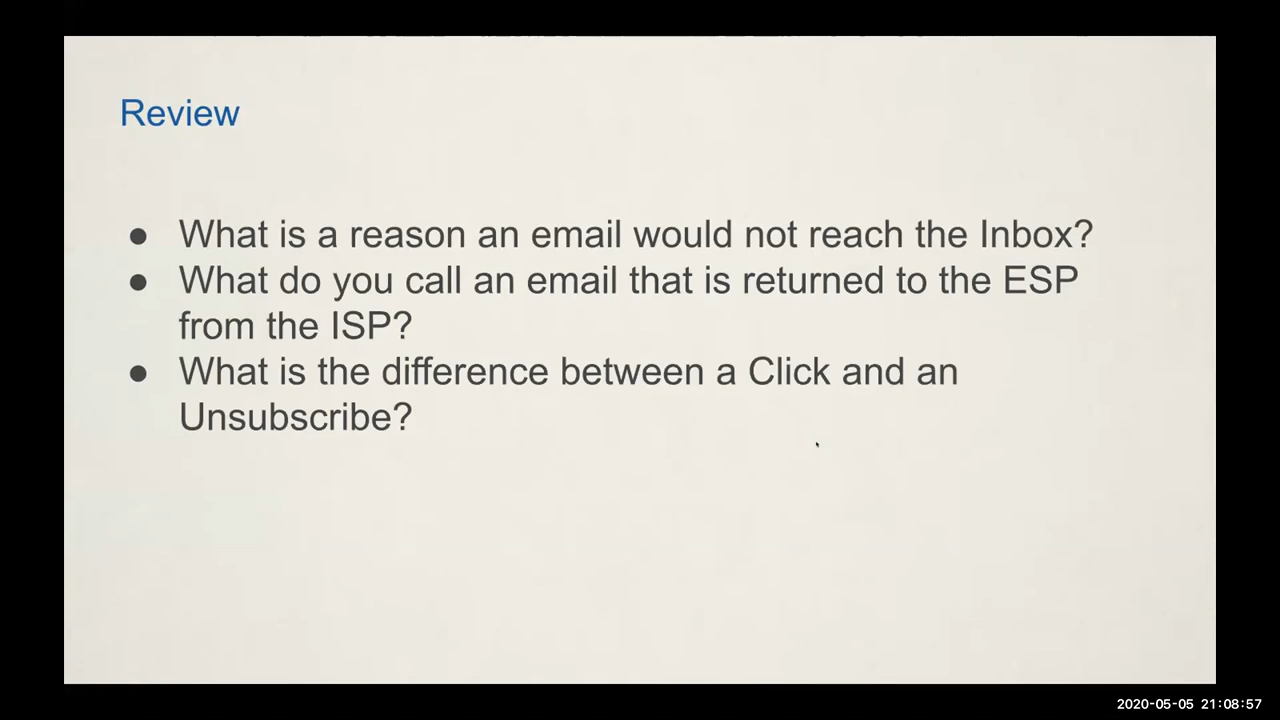 Review
● What is a reason an email would not reach the Inbox?
● What do you call an email that is returned to the ESP
from the ISP?
● What is the difference between a Click and an
Unsubscribe?
2020-05-05 21:08:57